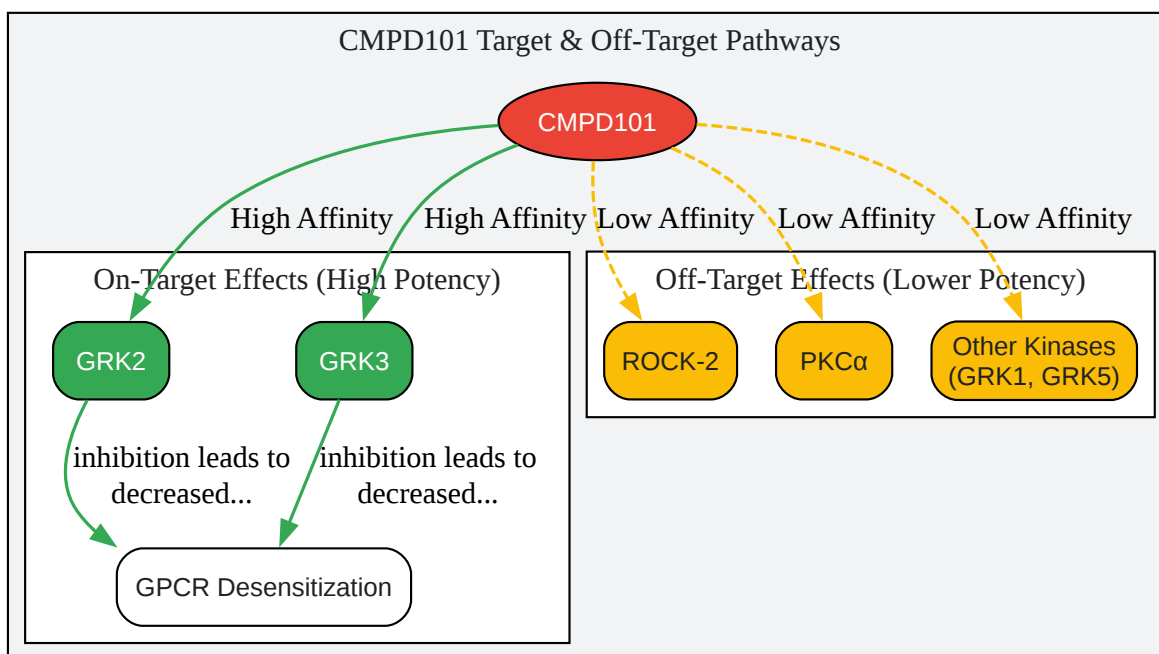 CMPD101 Target & Off-Target Pathways
CMPD101
High Affinity
High Affinity
Low Affinity
Low Affinity
Low Affinity
On-Target Effects (High Potency)
Off-Target Effects (Lower Potency)
GRK2
GRK3
ROCK-2
PKCα
Other Kinases
(GRK1, GRK5)
inhibition leads to
decreased...
inhibition leads to
decreased...
GPCR Desensitization